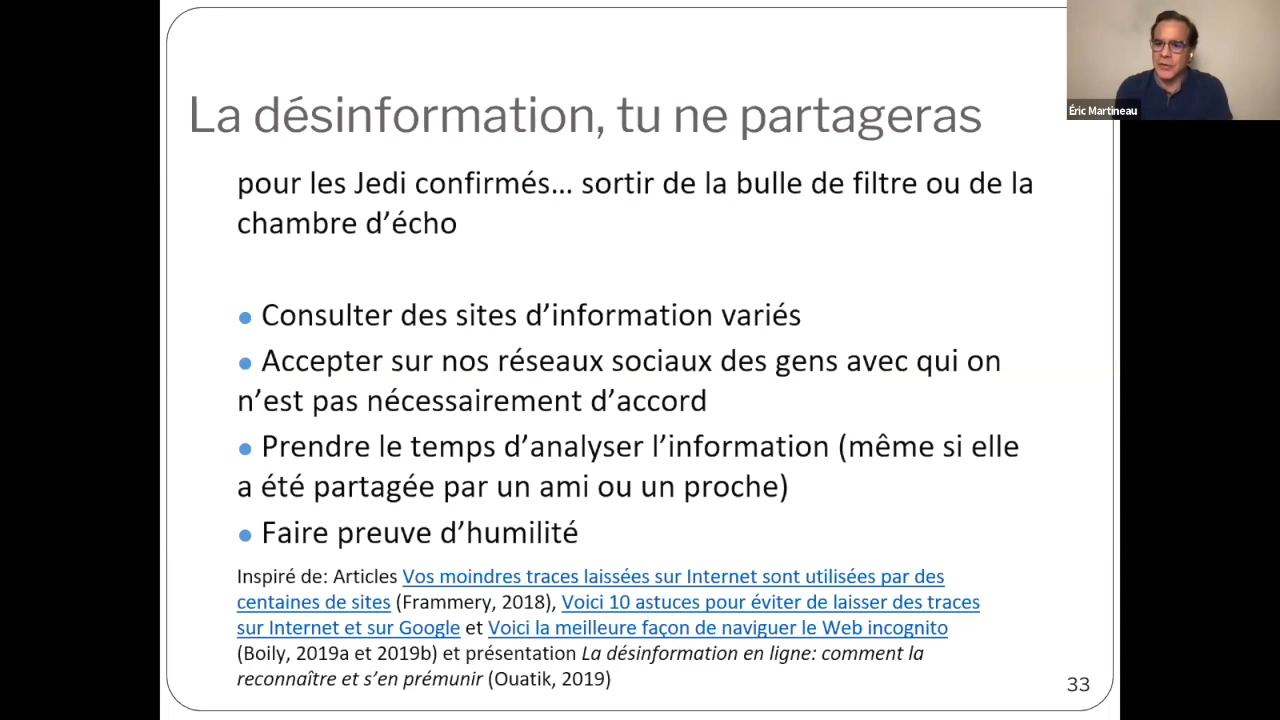 La désinformation, tu ne partageras
Éric Martineau
pour les Jedi confirmés... sortir de la bulle de filtre ou de la
chambre d’écho
● Consulter des sites d’information variés
● Accepter sur nos réseaux sociaux des gens avec qui on
n’est pas nécessairement d’accord
● Prendre le temps d’analyser l’information (même si elle
a été partagée par un ami ou un proche)
● Faire preuve d’humilité
Inspiré de: Articles Vos moindres traces laissées sur Internet sont utilisées par des
centaines de sites (Frammery, 2018), Voici 10 astuces pour éviter de laisser des traces
sur Internet et sur Google et Voici la meilleure façon de naviguer le Web incognito
(Boily, 2019a et 2019b) et présentation La désinformation en ligne: comment la
reconnaître et s’en prémunir (Ouatik, 2019)
33